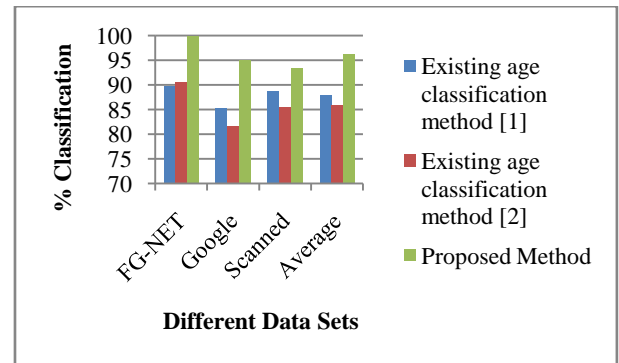 % Classification
100
95
90
85
80
75
70
FG-NET
Google
Scanned
Average
Different Data Sets
Existing age
classification
method [1]
Existing age
classification
method [2]
Proposed Method